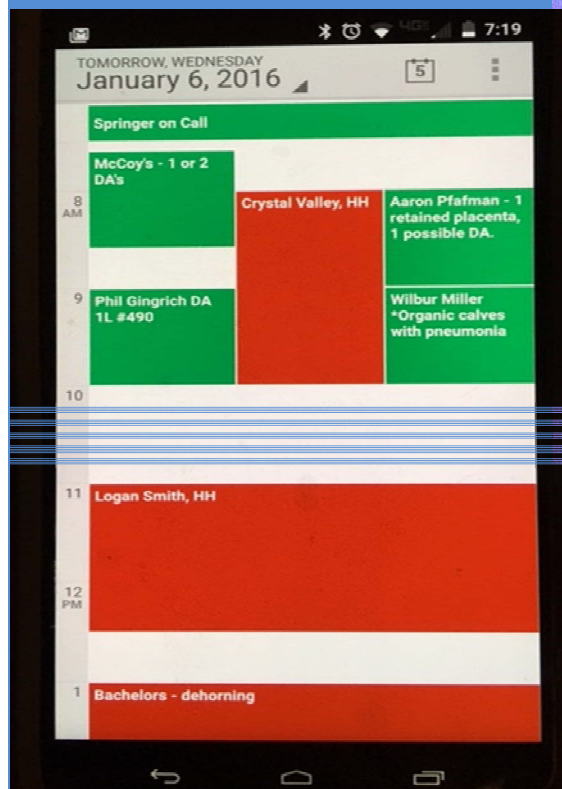 4G 7:19
TOMORROW, WEDNESDAY
January 6, 2016
5
Springer on Call
McCoy's - 1 or 2
DA's
8
AM
Crystal Valley, HH
Aaron Pfafman - 1
retained placenta,
1 possible DA.
9
Phil Gingrich DA
1L #490
Wilbur Miller
*Organic calves
with pneumonia
10
11
Logan Smith, HH
12
PM
1
Bachelors - dehorning